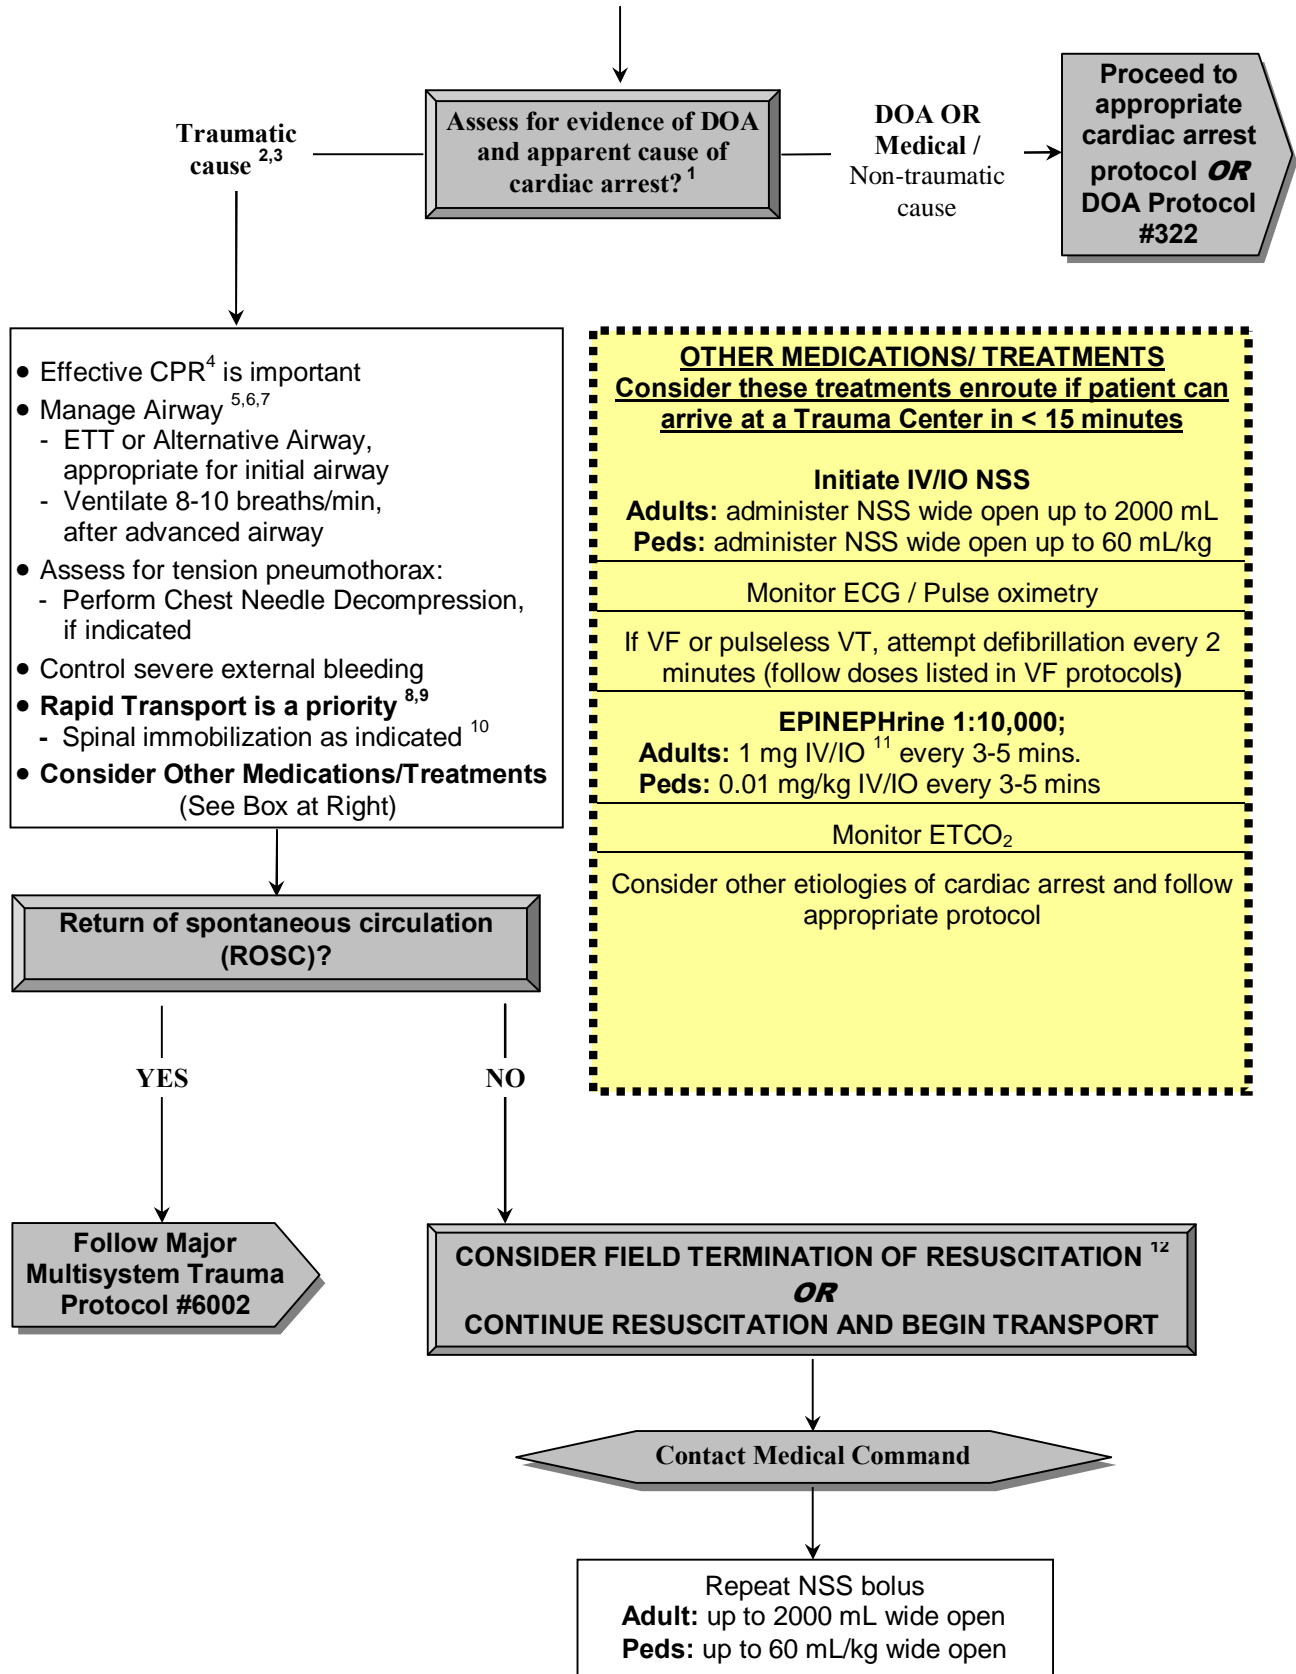 Assess for evidence of DOA
and apparent cause of
cardiac arrest? 1
Traumatic
cause 2,3
DOA OR
Medical /
Non-traumatic
cause
Proceed to
appropriate
cardiac arrest
protocol OR
DOA Protocol
#322
• Effective CPR4 is important
• Manage Airway 5,6,7
- ETT or Alternative Airway,
appropriate for initial airway
- Ventilate 8-10 breaths/min,
after advanced airway
• Assess for tension pneumothorax:
- Perform Chest Needle Decompression,
if indicated
• Control severe external bleeding
• Rapid Transport is a priority 8,9
- Spinal immobilization as indicated 10
• Consider Other Medications/Treatments
(See Box at Right)
OTHER MEDICATIONS/ TREATMENTS
Consider these treatments enroute if patient can
arrive at a Trauma Center in < 15 minutes
Initiate IV/IO NSS
Adults: administer NSS wide open up to 2000 mL
Peds: administer NSS wide open up to 60 mL/kg
Monitor ECG / Pulse oximetry
If VF or pulseless VT, attempt defibrillation every 2
minutes (follow doses listed in VF protocols)
EPINEPHrine 1:10,000;
Adults: 1 mg IV/IO 11 every 3-5 mins.
Peds: 0.01 mg/kg IV/IO every 3-5 mins
Monitor ETCO2
Consider other etiologies of cardiac arrest and follow
appropriate protocol
Return of spontaneous circulation
(ROSC)?
YES
NO
Follow Major
Multisystem Trauma
Protocol #6002
CONSIDER FIELD TERMINATION OF RESUSCITATION 12
OR
CONTINUE RESUSCITATION AND BEGIN TRANSPORT
Contact Medical Command
Repeat NSS bolus
Adult: up to 2000 mL wide open
Peds: up to 60 mL/kg wide open